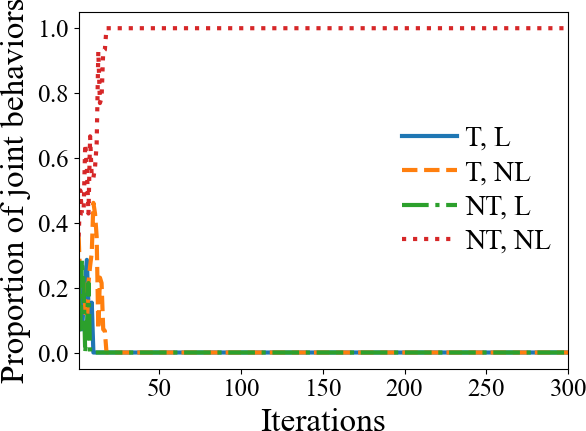 Proportion of joint behaviors
1.0
0.8
0.6
0.4
0.2
0.0
T, L
T, NL
NT, L
NT, NL
50 100 150 200 250 300
Iterations